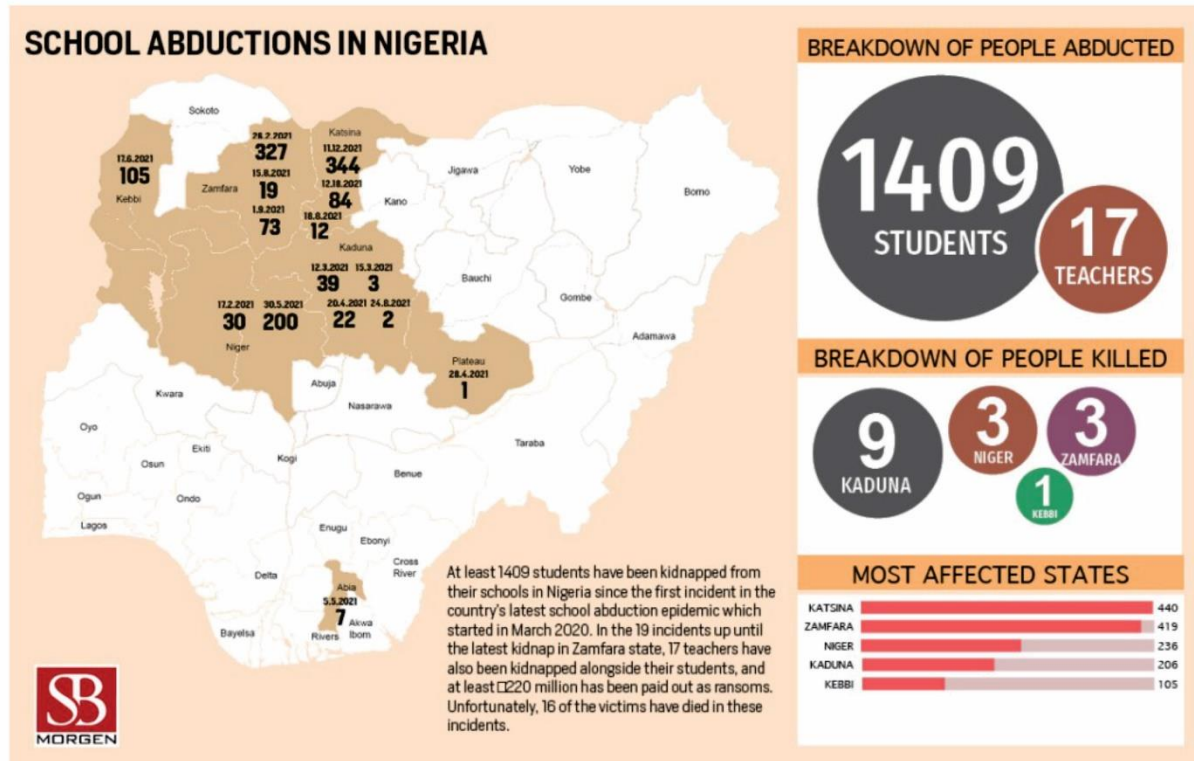 SCHOOL ABDUCTIONS IN NIGERIA
Sokoto
17.6.2021
105
Kebbi
26.2.2021
327
Zamfara
15.8.2021
19
1.9.2021
73
Katsina
11.12.2021
344
12.18.2021
84
18.8.2021
12
Kano
Jigawa
Yobe
Borno
Kaduna
12.3.2021 15.3.2021
39 3
20.4.2021 24.8.2021
22 2
17.2.2021 30.5.2021
30 200
Niger
Bauchi
Gombe
Adamawa
Plateau
28.4.2021
1
Abuja
Nasarawa
Kwara
Oyo
Osun
Ekiti
Kogi
Benue
Taraba
Ogun
Ondo
Lagos
Enugu
Ebonyi
Cross
River
Delta
Abia
5.5.2021
7
Akwa
Ibom
Rivers
Bayelsa
At least 1409 students have been kidnapped from
their schools in Nigeria since the first incident in the
country's latest school abduction epidemic which
started in March 2020. In the 19 incidents up until
the latest kidnap in Zamfara state, 17 teachers have
also been kidnapped alongside their students, and
at least □220 million has been paid out as ransoms.
Unfortunately, 16 of the victims have died in these
incidents.
SB
MORGEN
BREAKDOWN OF PEOPLE ABDUCTED
1409
STUDENTS
17
TEACHERS
BREAKDOWN OF PEOPLE KILLED
9
KADUNA
3
NIGER
3
ZAMFARA
1
KEBBI
MOST AFFECTED STATES
KATSINA 440
ZAMFARA 419
NIGER 236
KADUNA 206
KEBBI 105